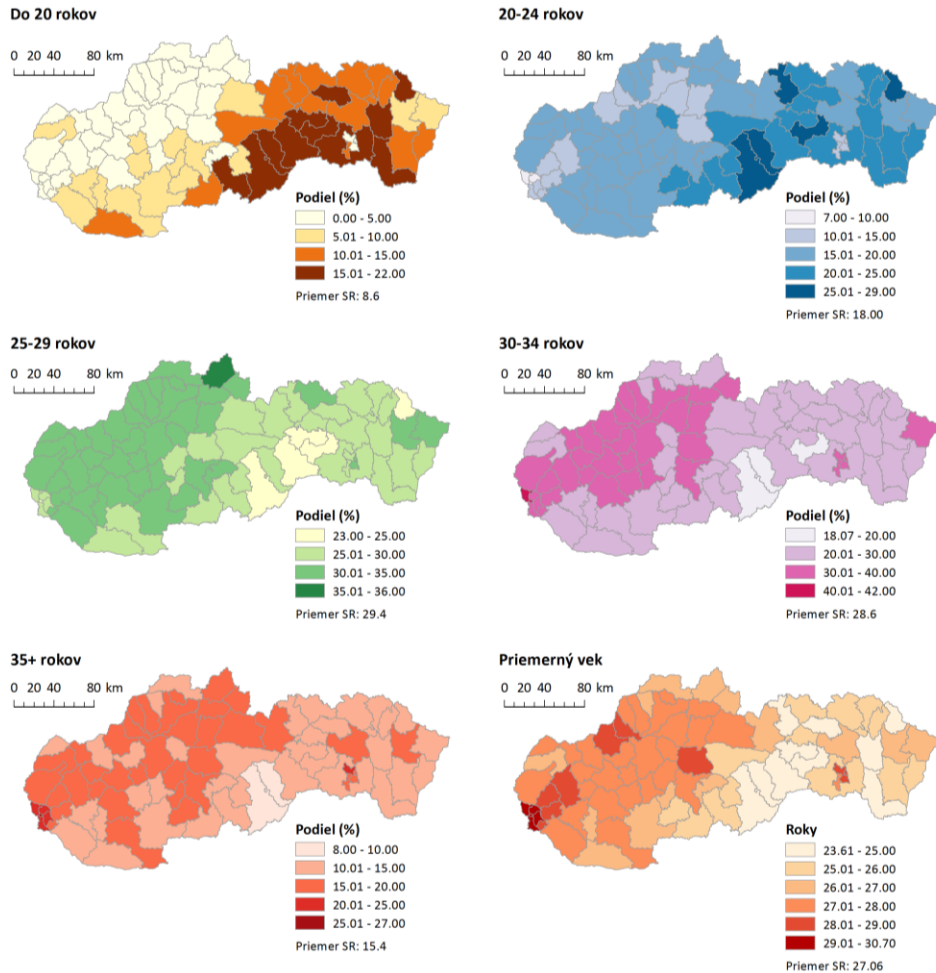 Do 20 rokov
0 20 40 80 km
Podiel (%)
0.00 - 5.00
5.01 - 10.00
10.01 - 15.00
15.01 - 22.00
Priemer SR: 8.6
20-24 rokov
0 20 40 80 km
Podiel (%)
7.00 - 10.00
10.01 - 15.00
15.01 - 20.00
20.01 - 25.00
25.01 - 29.00
Priemer SR: 18.00
25-29 rokov
0 20 40 80 km
Podiel (%)
23.00 - 25.00
25.01 - 30.00
30.01 - 35.00
35.01 - 36.00
Priemer SR: 29.4
30-34 rokov
0 20 40 80 km
Podiel (%)
18.07 - 20.00
20.01 - 30.00
30.01 - 40.00
40.01 - 42.00
Priemer SR: 28.6
35+ rokov
0 20 40 80 km
Podiel (%)
8.00 - 10.00
10.01 - 15.00
15.01 - 20.00
20.01 - 25.00
25.01 - 27.00
Priemer SR: 15.4
Priemerný vek
0 20 40 80 km
Roky
23.61 - 25.00
25.01 - 26.00
26.01 - 27.00
27.01 - 28.00
28.01 - 29.00
29.01 - 30.70
Priemer SR: 27.06